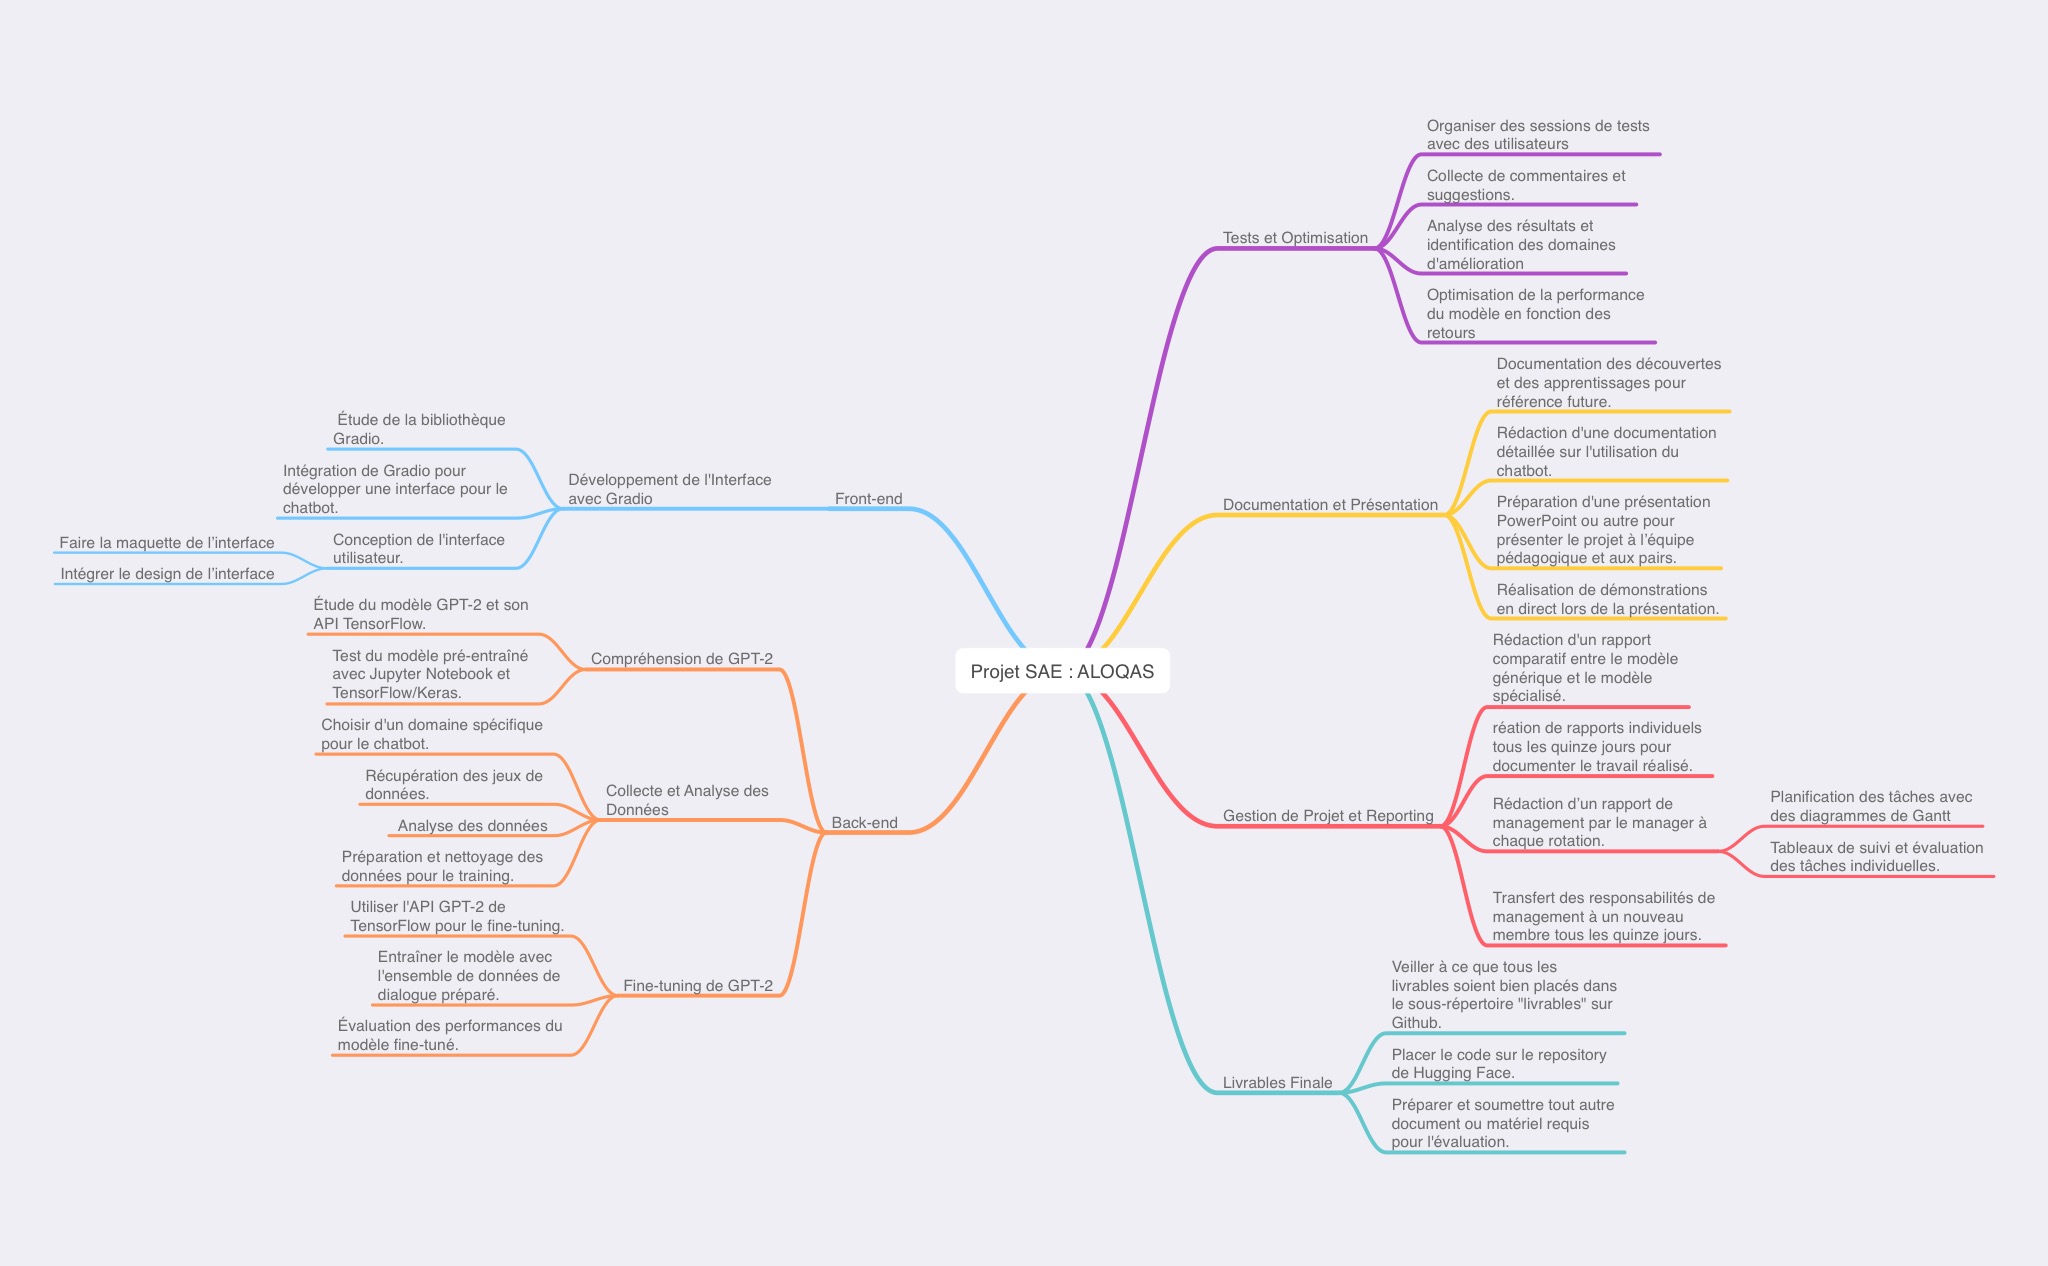 Projet SAE : ALOQAS
Front-end
Développement de l'Interface
avec Gradio
Étude de la bibliothèque
Gradio.
Intégration de Gradio pour
développer une interface pour le
chatbot.
Conception de l'interface
utilisateur.
Faire la maquette de l’interface
Intégrer le design de l’interface
Back-end
Compréhension de GPT-2
Étude du modèle GPT-2 et son
API TensorFlow.
Test du modèle pré-entraîné
avec Jupyter Notebook et
TensorFlow/Keras.
Collecte et Analyse des
Données
Choisir d'un domaine spécifique
pour le chatbot.
Récupération des jeux de
données.
Analyse des données
Préparation et nettoyage des
données pour le training.
Fine-tuning de GPT-2
Utiliser l'API GPT-2 de
TensorFlow pour le fine-tuning.
Entraîner le modèle avec
l'ensemble de données de
dialogue préparé.
Évaluation des performances du
modèle fine-tuné.
Tests et Optimisation
Organiser des sessions de tests
avec des utilisateurs
Collecte de commentaires et
suggestions.
Analyse des résultats et
identification des domaines
d'amélioration
Optimisation de la performance
du modèle en fonction des
retours
Documentation et Présentation
Documentation des découvertes
et des apprentissages pour
référence future.
Rédaction d'une documentation
détaillée sur l'utilisation du
chatbot.
Préparation d'une présentation
PowerPoint ou autre pour
présenter le projet à l’équipe
pédagogique et aux pairs.
Réalisation de démonstrations
en direct lors de la présentation.
Gestion de Projet et Reporting
Rédaction d'un rapport
comparatif entre le modèle
générique et le modèle
spécialisé.
réation de rapports individuels
tous les quinze jours pour
documenter le travail réalisé.
Rédaction d’un rapport de
management par le manager à
chaque rotation.
Planification des tâches avec
des diagrammes de Gantt
Tableaux de suivi et évaluation
des tâches individuelles.
Transfert des responsabilités de
management à un nouveau
membre tous les quinze jours.
Livrables Finale
Veiller à ce que tous les
livrables soient bien placés dans
le sous-répertoire "livrables" sur
Github.
Placer le code sur le repository
de Hugging Face.
Préparer et soumettre tout autre
document ou matériel requis
pour l'évaluation.